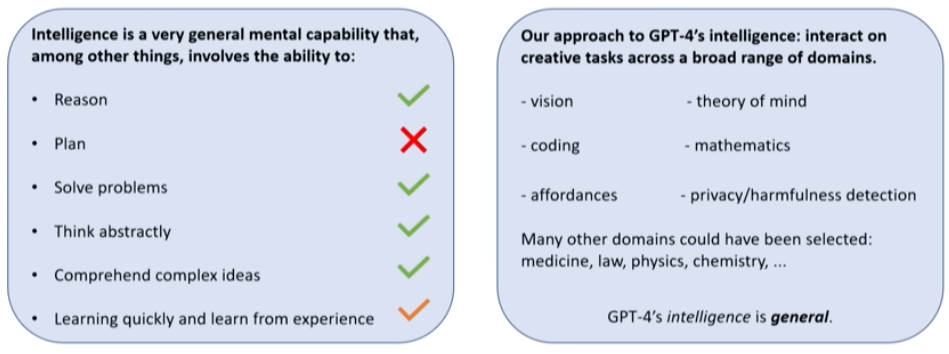 Intelligence is a very general mental capability that,
among other things, involves the ability to:
• Reason
• Plan
• Solve problems
• Think abstractly
• Comprehend complex ideas
• Learning quickly and learn from experience
Our approach to GPT-4's intelligence: interact on
creative tasks across a broad range of domains.
- vision - theory of mind
- coding - mathematics
- affordances - privacy/harmfulness detection
Many other domains could have been selected:
medicine, law, physics, chemistry, ...
GPT-4's intelligence is general.